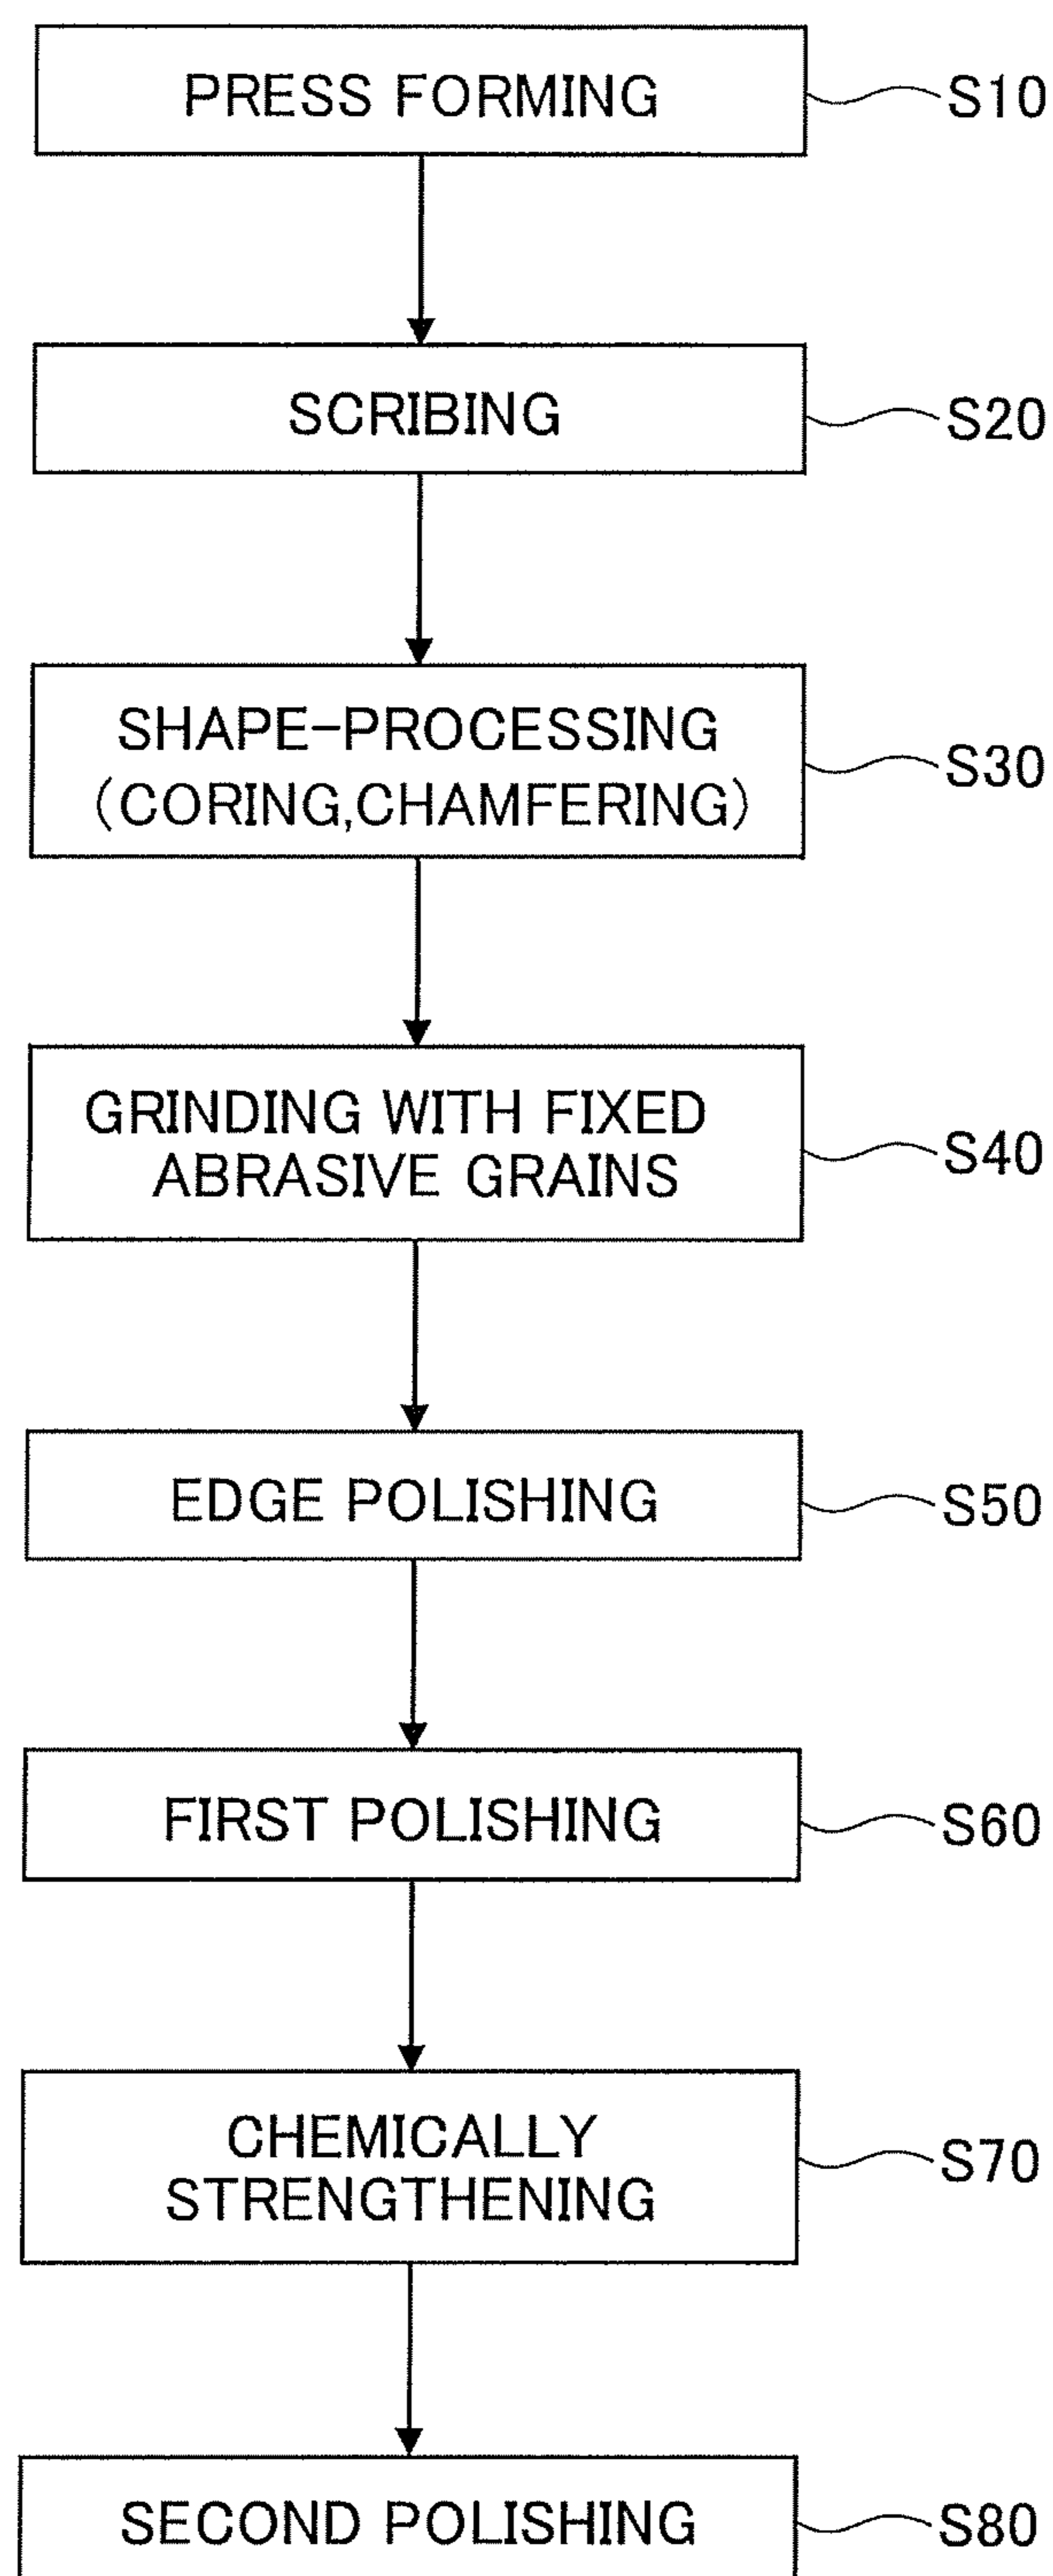 PRESS FORMING
S10
SCRIBING
S20
SHAPE-PROCESSING
(CORING,CHAMFERING)
S30
GRINDING WITH FIXED
ABRASIVE GRAINS
S40
EDGE POLISHING
S50
FIRST POLISHING
S60
CHEMICALLY
STRENGTHENING
S70
SECOND POLISHING
S80